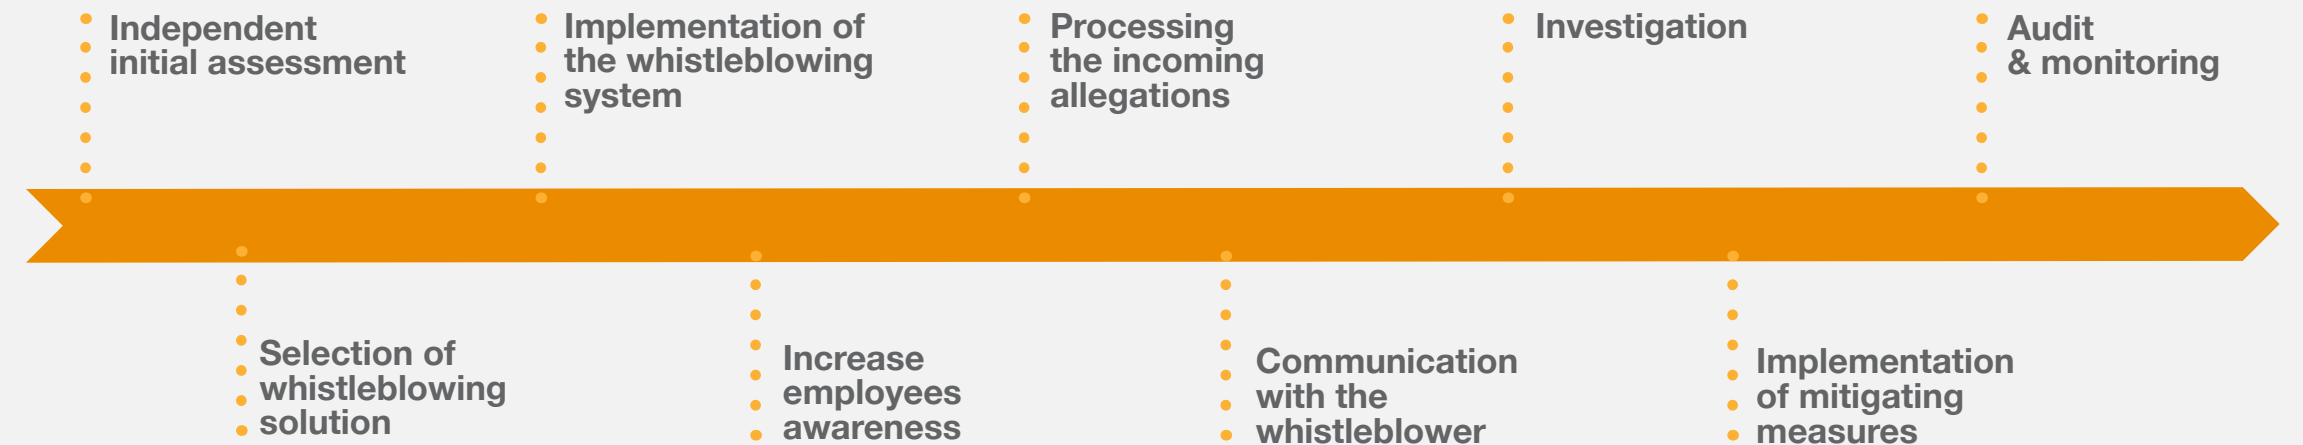 Independent
initial assessment
Implementation of
the whistleblowing
system
Processing
the incoming
allegations
Investigation
Audit
& monitoring
Selection of
whistleblowing
solution
Increase
employees
awareness
Communication
with the
whistleblower
Implementation
of mitigating
measures